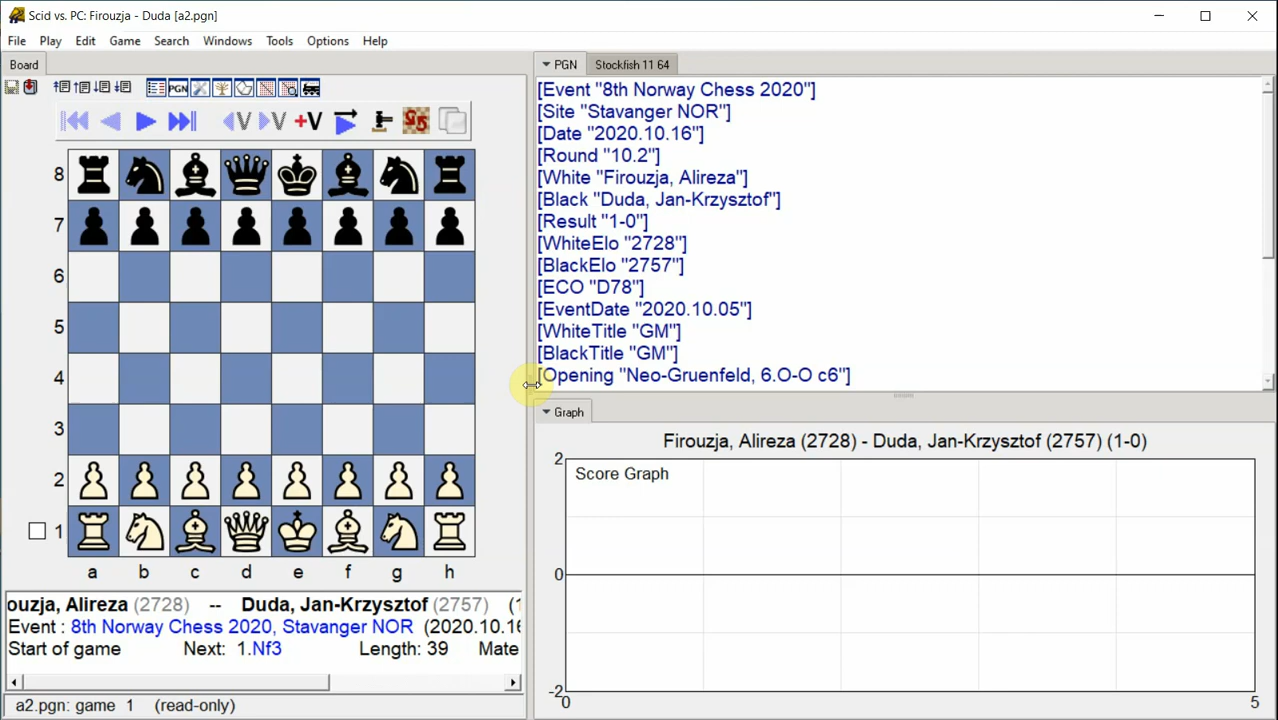 Scid vs. PC: Firouzja - Duda [a2.pgn]
File Play Edit Game Search Windows Tools Options Help
Board
PGN
+V
8
7
6
5
4
3
2
1
a b c d e f g h
ouzja, Alireza (2728) -- Duda, Jan-Krzysztof (2757) (1
Event : 8th Norway Chess 2020, Stavanger NOR (2020.10.16
Start of game Next: 1.Nf3 Length: 39 Mate
a2.pgn: game 1 (read-only)
PGN Stockfish 11 64
[Event "8th Norway Chess 2020"]
[Site "Stavanger NOR"]
[Date "2020.10.16"]
[Round "10.2"]
[White "Firouzja, Alireza"]
[Black "Duda, Jan-Krzysztof"]
[Result "1-0"]
[WhiteElo "2728"]
[BlackElo "2757"]
[ECO "D78"]
[EventDate "2020.10.05"]
[WhiteTitle "GM"]
[BlackTitle "GM"]
[Opening "Neo-Gruenfeld, 6.O-O c6"]
Graph
Firouzja, Alireza (2728) - Duda, Jan-Krzysztof (2757) (1-0)
2
Score Graph
0
-2
0 5